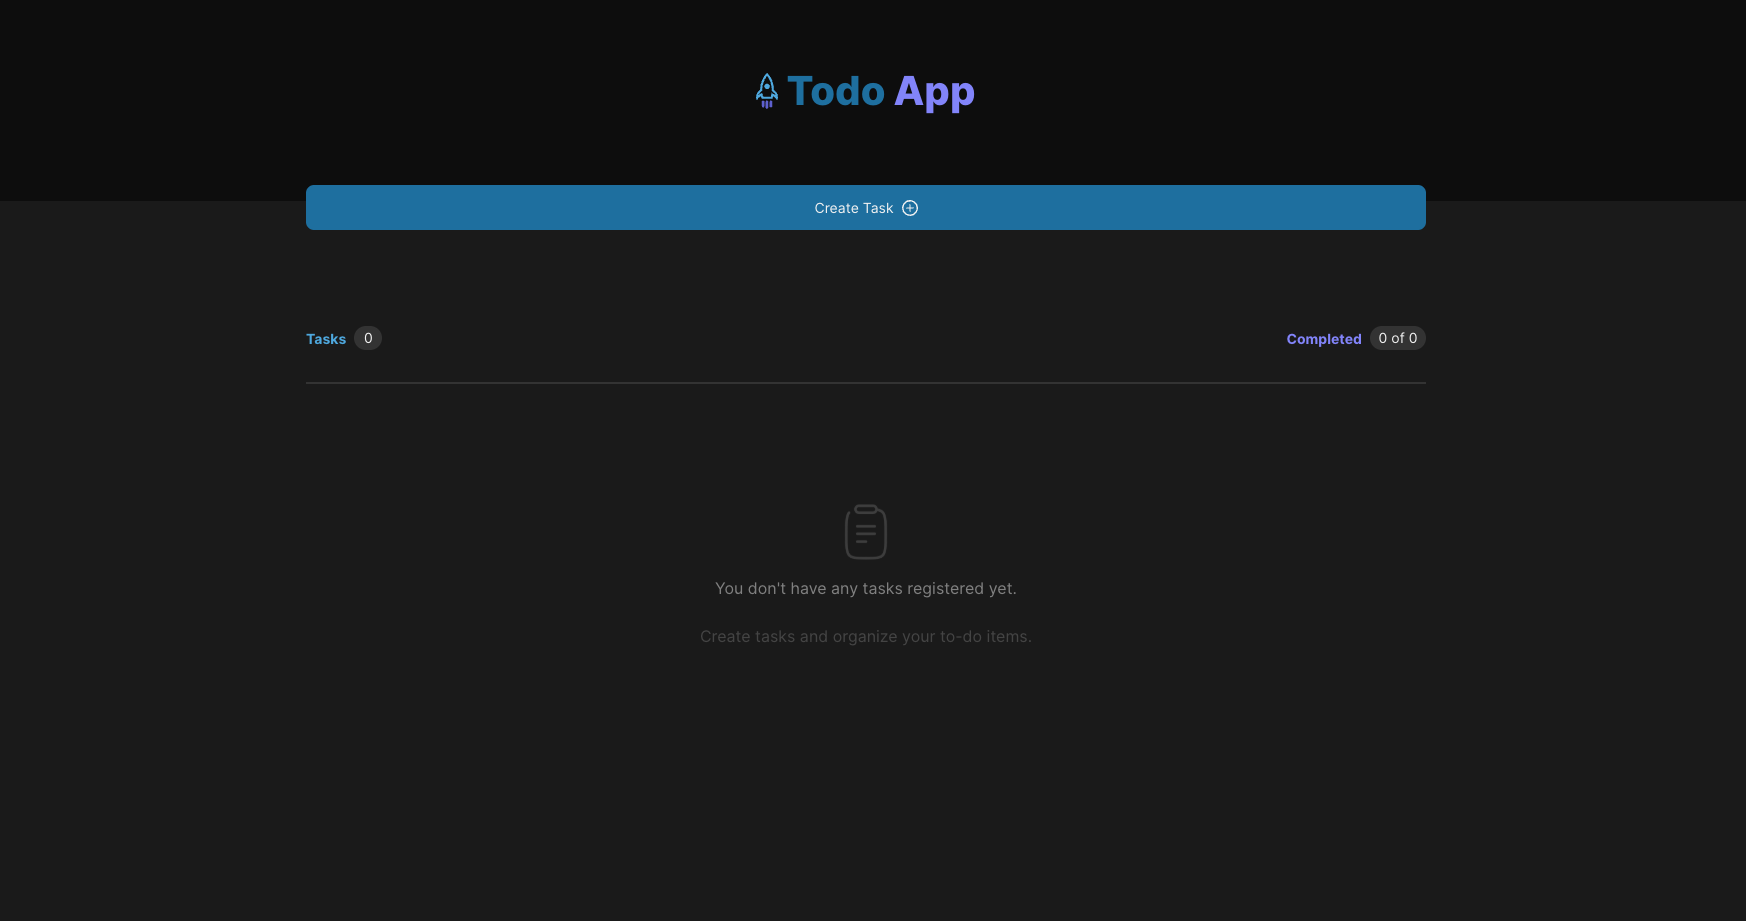 Todo App
Create Task
Tasks 0
Completed 0 of 0
You don't have any tasks registered yet.
Create tasks and organize your to-do items.